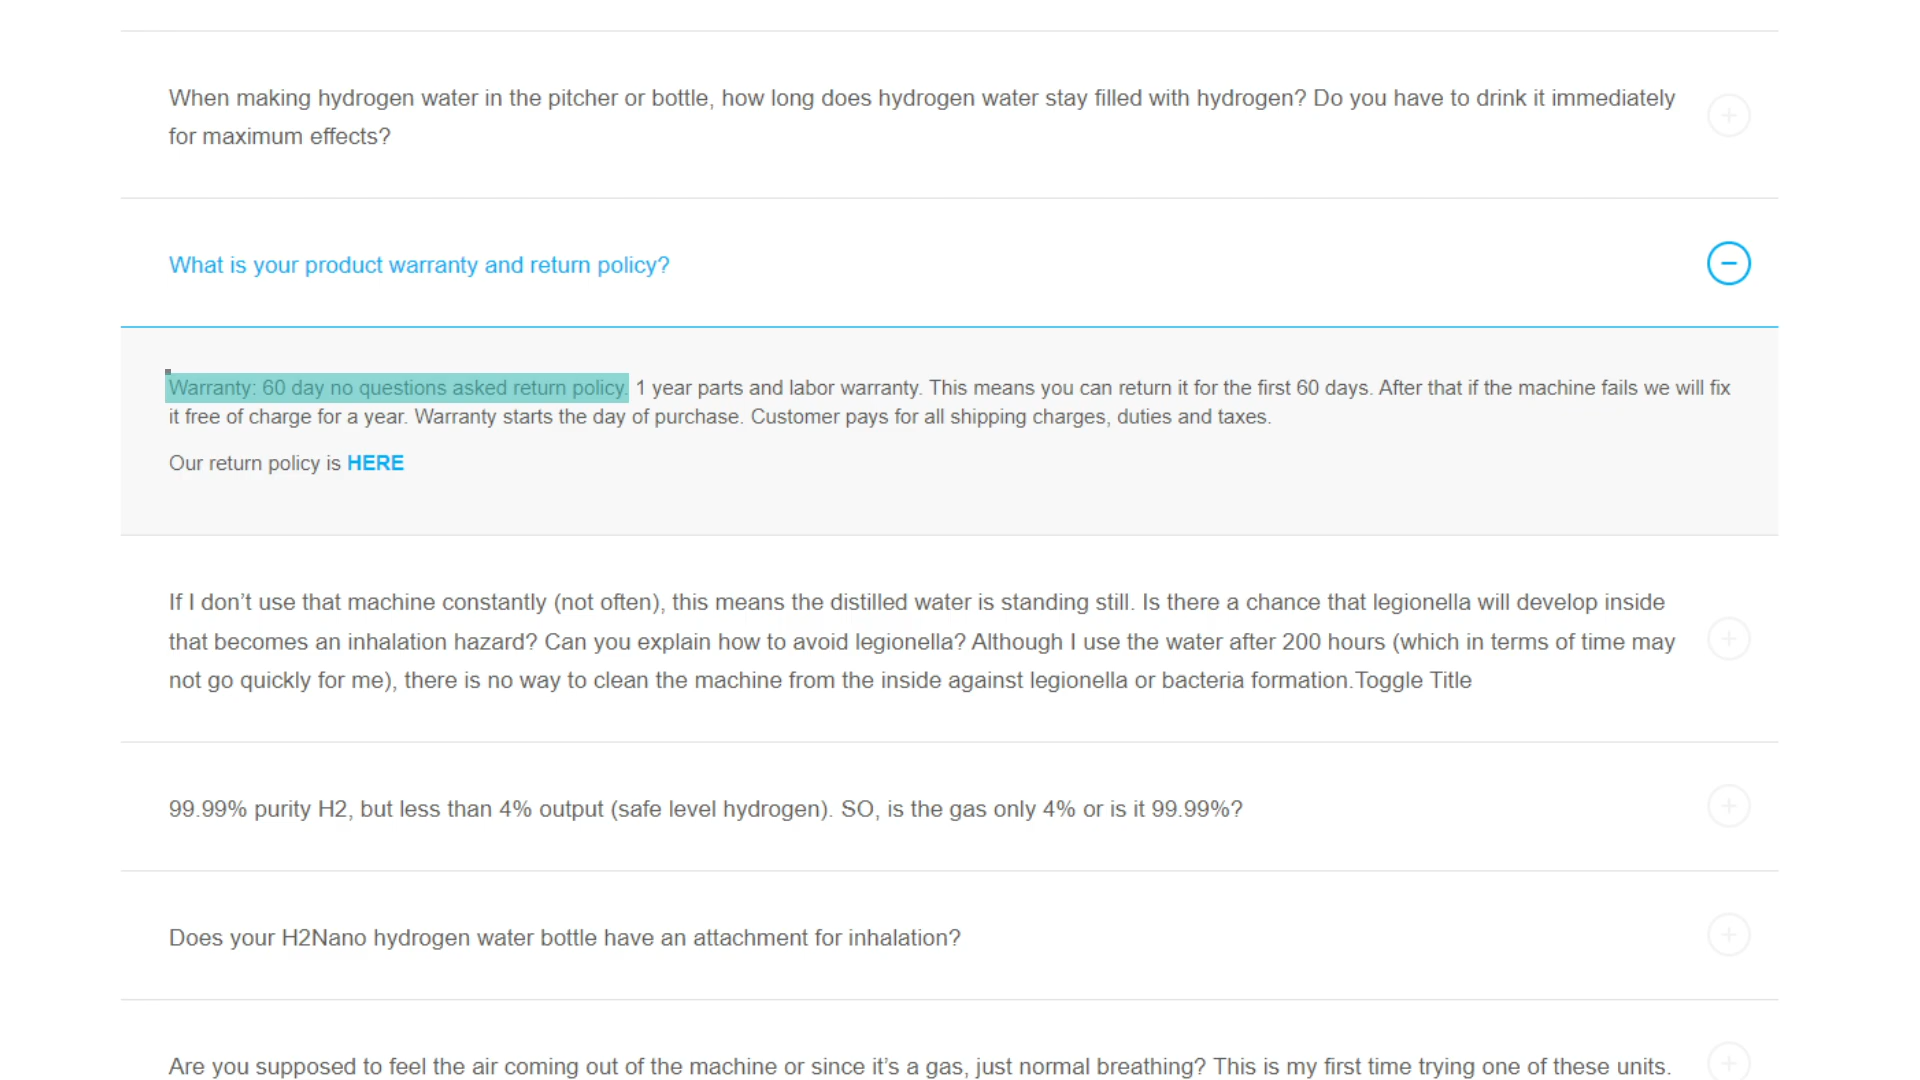 When making hydrogen water in the pitcher or bottle, how long does hydrogen water stay filled with hydrogen? Do you have to drink it immediately
for maximum effects?
What is your product warranty and return policy?
Warranty: 60 day no questions asked return policy. 1 year parts and labor warranty. This means you can return it for the first 60 days. After that if the machine fails we will fix
it free of charge for a year. Warranty starts the day of purchase. Customer pays for all shipping charges, duties and taxes.
Our return policy is HERE
If I don’t use that machine constantly (not often), this means the distilled water is standing still. Is there a chance that legionella will develop inside
that becomes an inhalation hazard? Can you explain how to avoid legionella? Although I use the water after 200 hours (which in terms of time may
not go quickly for me), there is no way to clean the machine from the inside against legionella or bacteria formation.Toggle Title
99.99% purity H2, but less than 4% output (safe level hydrogen). SO, is the gas only 4% or is it 99.99%?
Does your H2Nano hydrogen water bottle have an attachment for inhalation?
Are you supposed to feel the air coming out of the machine or since it’s a gas, just normal breathing? This is my first time trying one of these units.